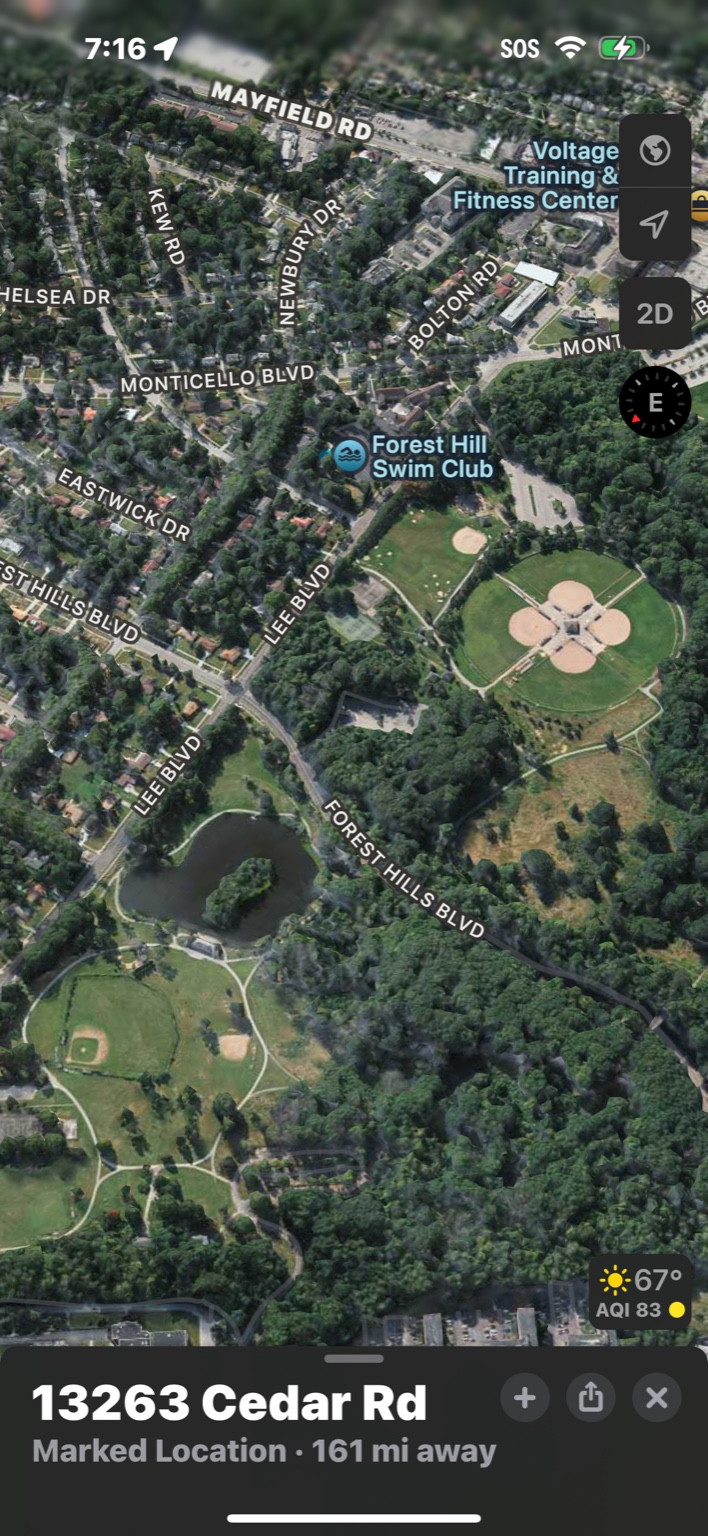 7:16
SOS
MAYFIELD RD
Voltage
Training &
Fitness Center
KEW RD
NEWBURY DR
HELSEA DR
BOLTON RD
2D
MONT
MONTICELLO BLVD
E
Forest Hill
Swim Club
EASTWICK DR
EST HILLS BLVD
LEE BLVD
LEE BLVD
FOREST HILLS BLVD
67°
AQI 83
13263 Cedar Rd
Marked Location · 161 mi away